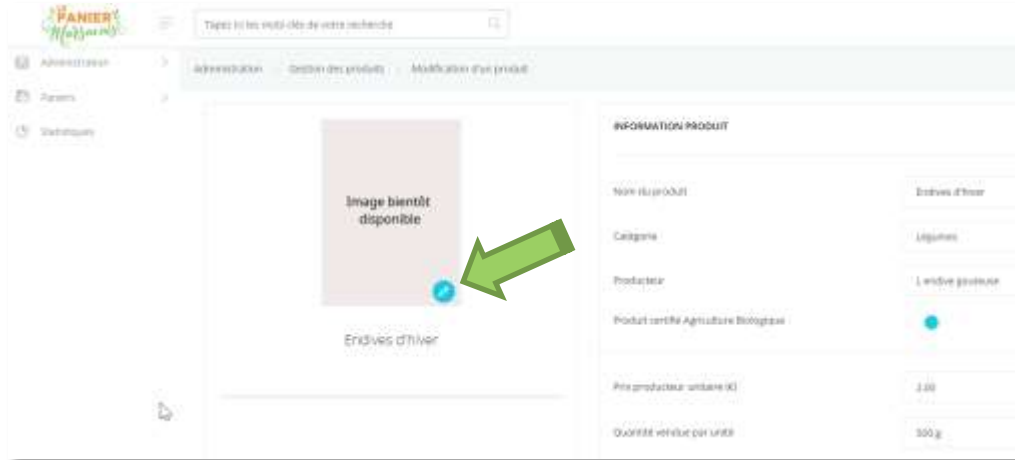 PANIER
Tapez ici les mots-clés de votre recherche
Administration
Administration Gestion des produits Modification d'un produit
Paniers
Statistiques
INFORMATION PRODUIT
Image bientôt
disponible
Nom du produit Endives d'hiver
Catégorie Légumes
Producteur L'endive
Produit certifié Agriculture Biologique
Endives d'hiver
Prix producteur unitaire (€) 2.00
Quantité vendue par unité 500 g